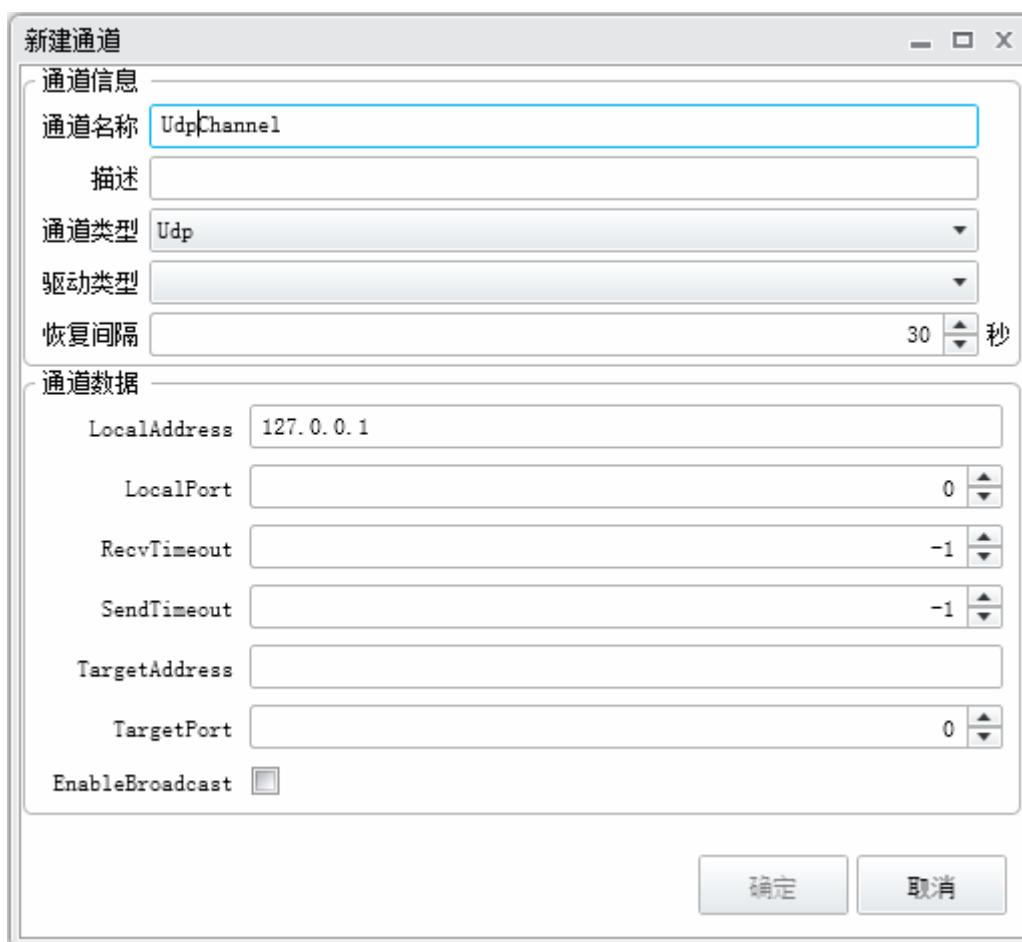 新建通道
通道信息
通道名称 UdpChannel
描述
通道类型 Udp
驱动类型
恢复间隔 30 秒
通道数据
LocalAddress 127.0.0.1
LocalPort 0
RecvTimeout -1
SendTimeout -1
TargetAddress
TargetPort 0
EnableBroadcast
确定 取消